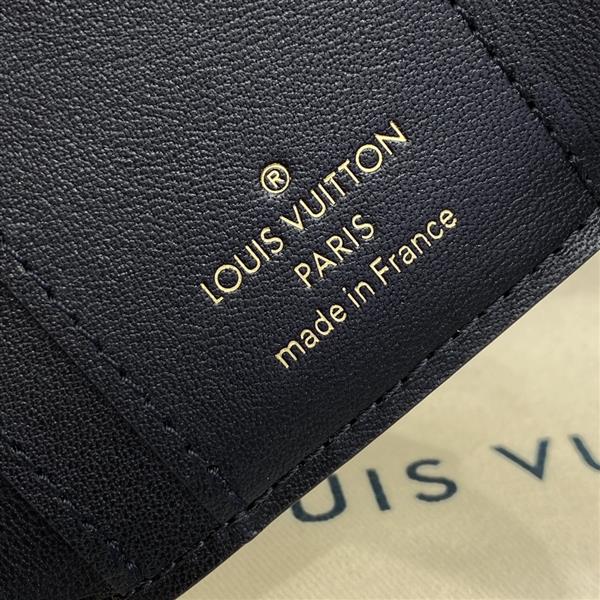 ®
LOUIS VUITTON
PARIS
made in France
UIS VU